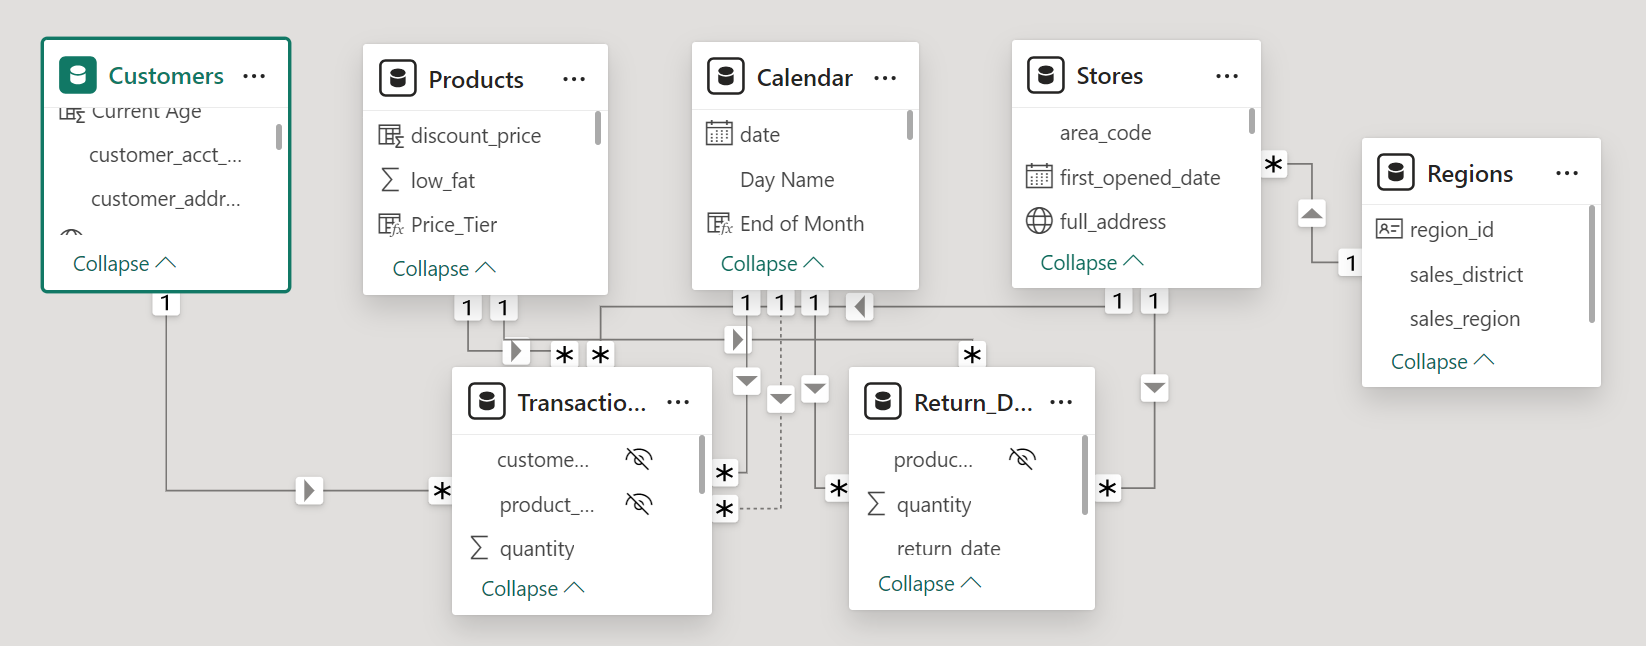 Customers
Current Age
customer_acct_...
customer_addr...
Collapse
Products
discount_price
low_fat
Price_Tier
Collapse
Calendar
date
Day Name
End of Month
Collapse
Stores
area_code
first_opened_date
full_address
Collapse
Regions
region_id
sales_district
sales_region
Collapse
1
1
1
1
1
1
1
1
1
*
*
*
*
*
*
*
*
*
Transactio...
custome...
product_...
quantity
Collapse
Return_D...
produc...
quantity
return_date
Collapse